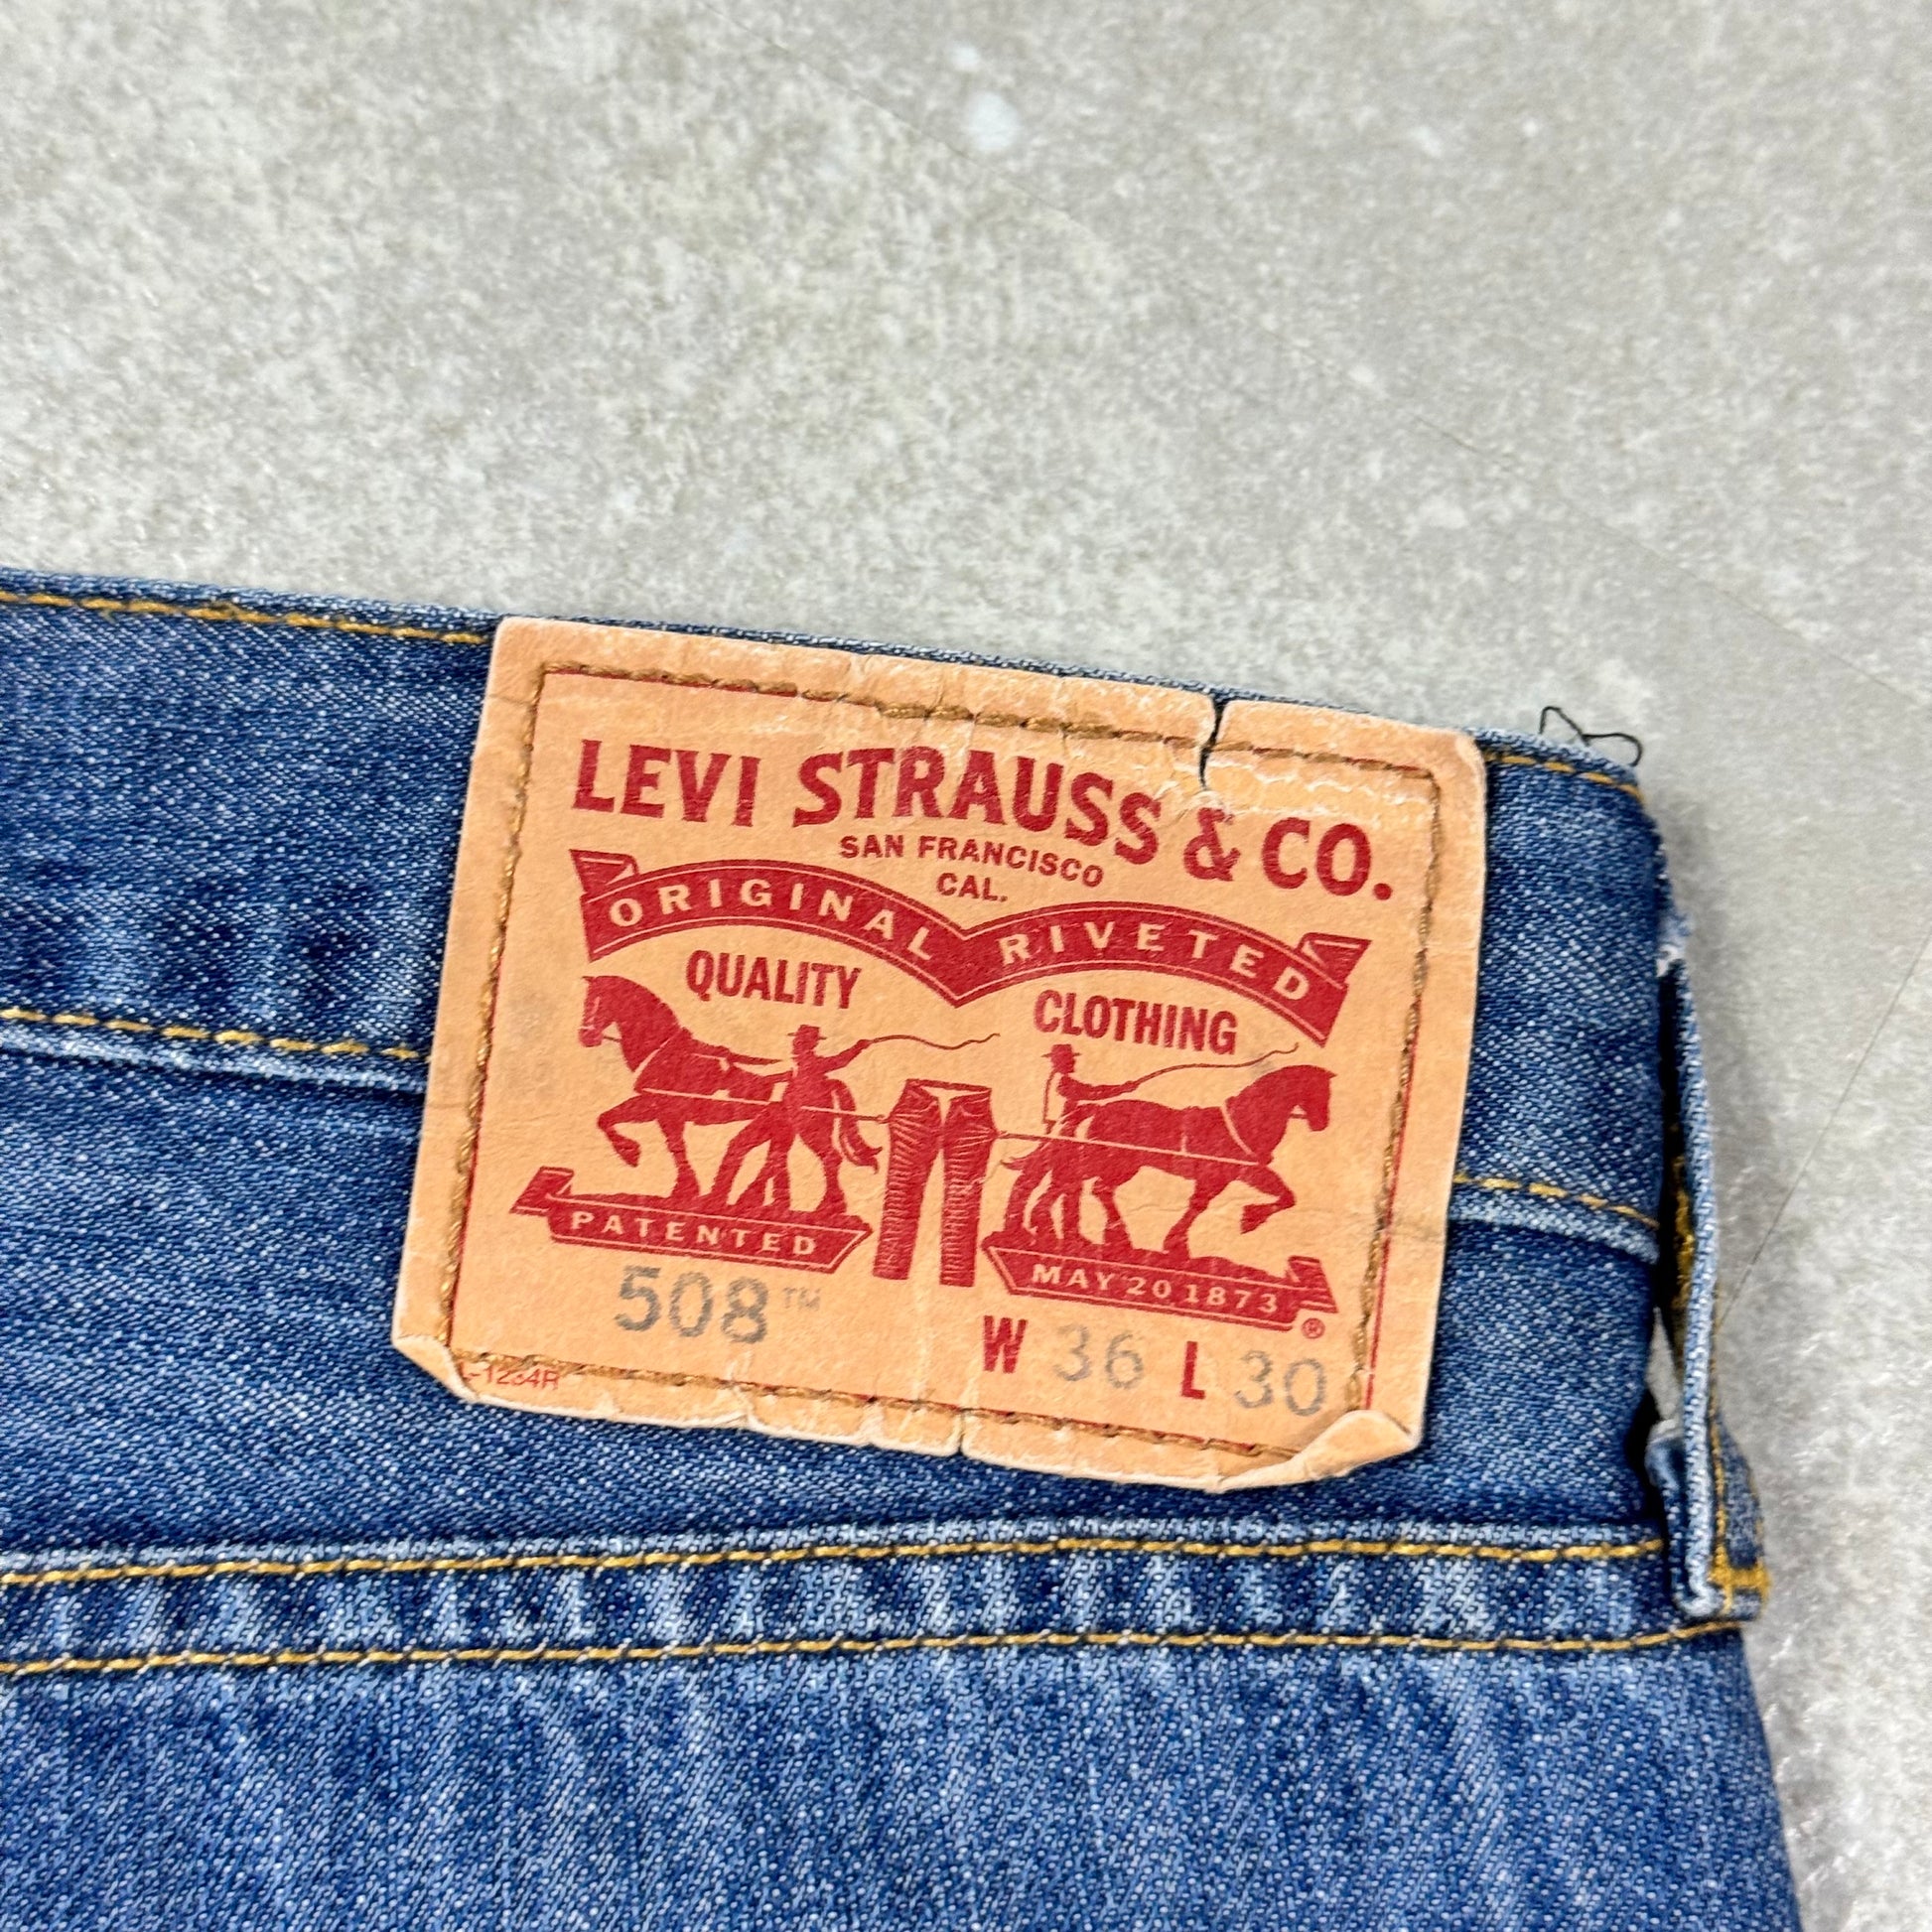 LEVI STRAUSS & CO.
SAN FRANCISCO
CAL.
ORIGINAL RIVETED
QUALITY CLOTHING
PATENTED MAY 20 1873 ®
508™ W 36 L 30